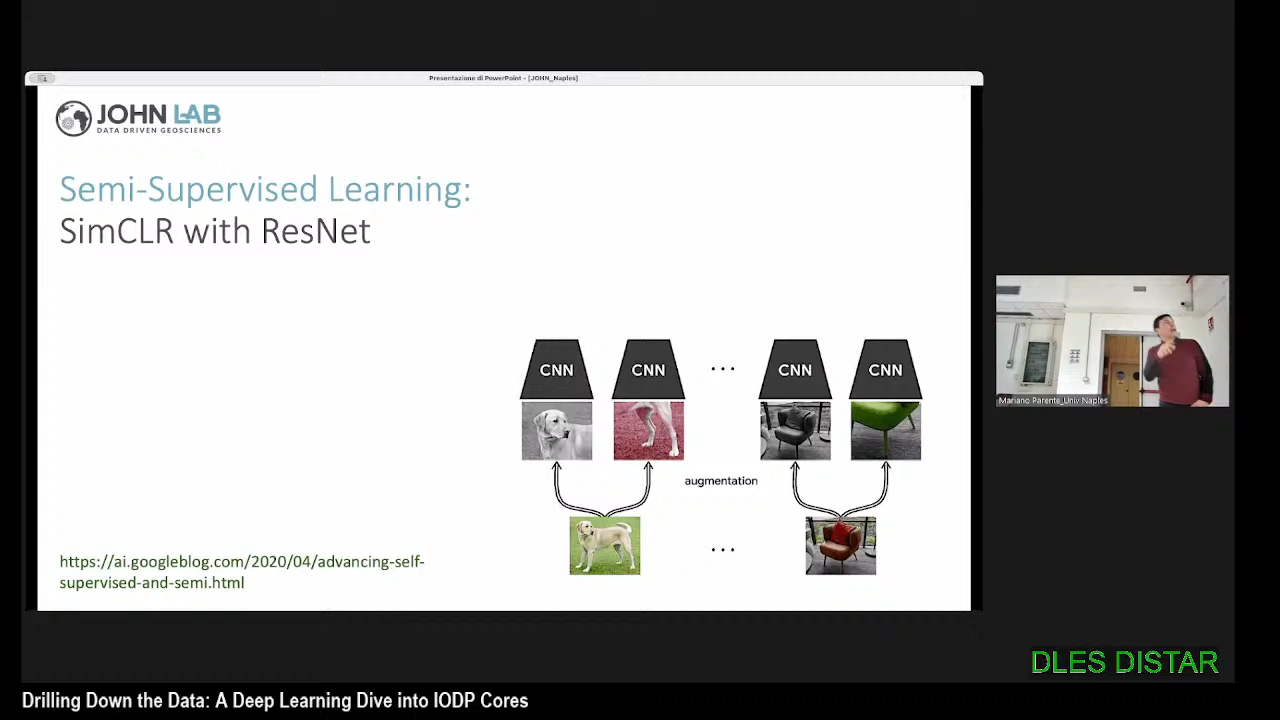 Presentazione di PowerPoint - [JOHN_Naples]
JOHN LAB
DATA DRIVEN GEOSCIENCES
Semi-Supervised Learning:
SimCLR with ResNet
CNN
CNN
...
CNN
CNN
augmentation
...
https://ai.googleblog.com/2020/04/advancing-self-
supervised-and-semi.html
Mariano Parente_Univ Naples
DLES DISTAR
Drilling Down the Data: A Deep Learning Dive into IODP Cores